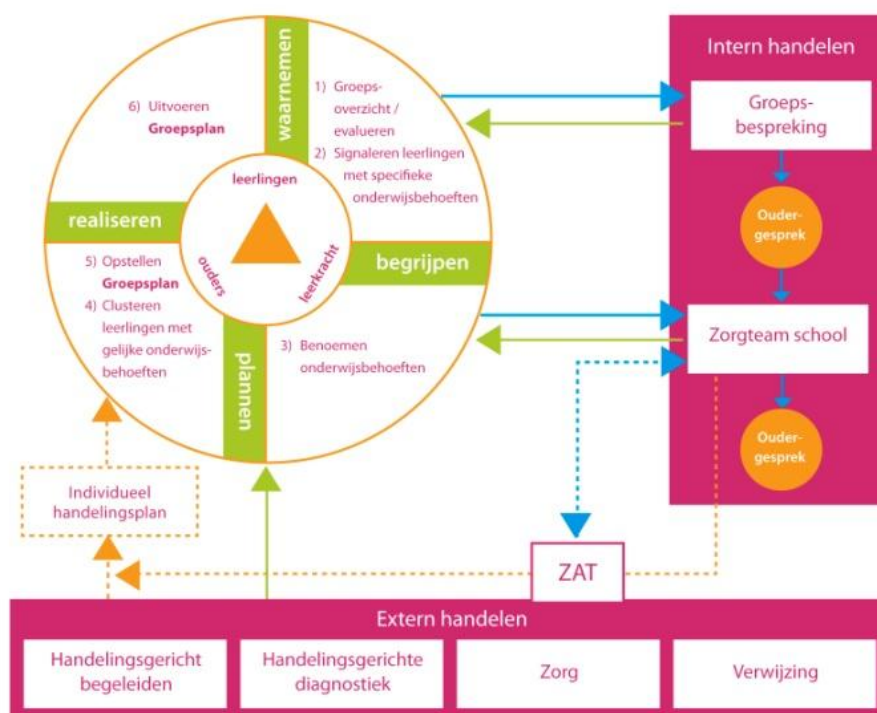 waarnemen
1) Groeps-
overzicht /
evalueren
2) Signaleren leerlingen
met specifieke
onderwijsbehoeften
begrijpen
3) Benoemen
onderwijsbehoeften
plannen
5) Opstellen
Groepsplan
4) Clusteren
leerlingen met
gelijke onderwijs-
behoeften
realiseren
6) Uitvoeren
Groepsplan
leerlingen
ouders
leerkracht
Intern handelen
Groeps-
bespreking
Ouder-
gesprek
Zorgteam school
Ouder-
gesprek
Individueel
handelingsplan
ZAT
Extern handelen
Handelingsgericht
begeleiden
Handelingsgerichte
diagnostiek
Zorg
Verwijzing